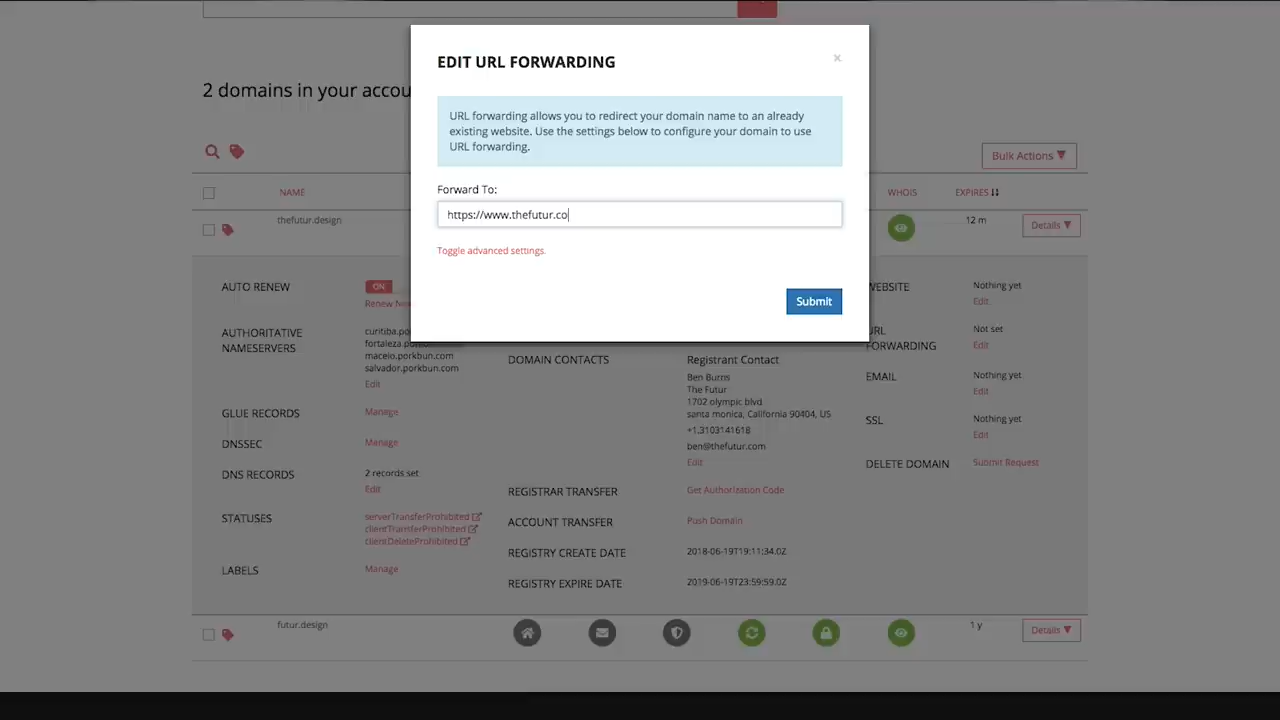 EDIT URL FORWARDING
×
URL forwarding allows you to redirect your domain name to an already
existing website. Use the settings below to configure your domain to use
URL forwarding.
Forward To:
https://www.thefutur.co
Toggle advanced settings.
Submit
2 domains in your accou
Bulk Actions ▼
NAME
WHOIS
EXPIRES
thefutur.design
12 m
Details ▼
AUTO RENEW
ON
Renew
AUTHORITATIVE
NAMESERVERS
curitiba.po
fortaleza.po
maceio.porkbun.com
salvador.porkbun.com
Edit
GLUE RECORDS
Manage
DNSSEC
Manage
DNS RECORDS
2 records set
Edit
STATUSES
serverTransferProhibited
clientTransferProhibited
clientDeleteProhibited
LABELS
Manage
DOMAIN CONTACTS
Registrant Contact
Ben Burns
The Futur
1702 olympic blvd
santa monica, California 90404, US
+1.3103141618
ben@thefutur.com
Edit
REGISTRAR TRANSFER
Get Authorization Code
ACCOUNT TRANSFER
Push Domain
REGISTRY CREATE DATE
2018-06-19T19:11:34.0Z
REGISTRY EXPIRE DATE
2019-06-19T23:59:59.0Z
WEBSITE
Nothing yet
Edit
URL
FORWARDING
Not set
Edit
EMAIL
Nothing yet
Edit
SSL
Nothing yet
Edit
DELETE DOMAIN
Submit Request
futur.design
1 y
Details ▼